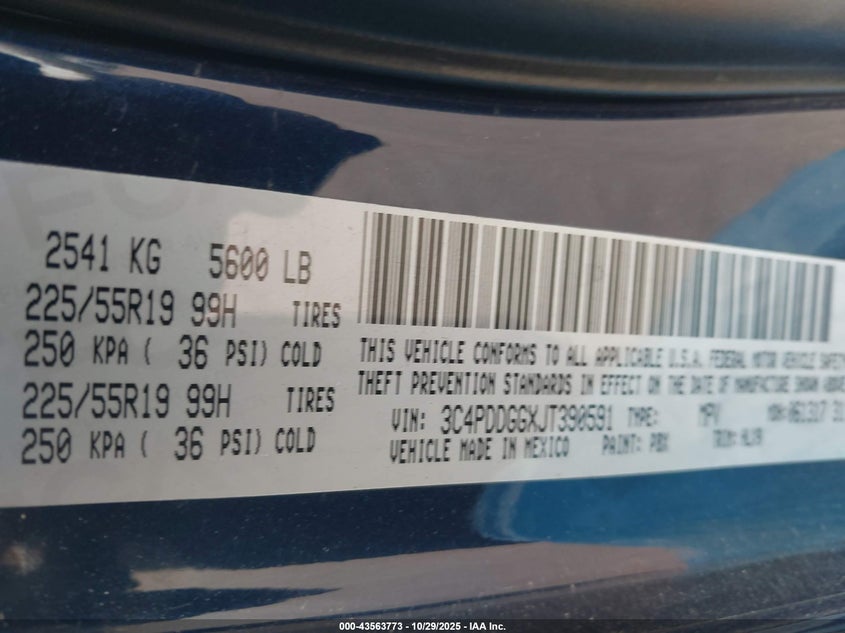 2541 KG 5600 LB
225/55R19 99H TIRES
250 KPA ( 36 PSI) COLD
225/55R19 99H TIRES
250 KPA ( 36 PSI) COLD
THIS VEHICLE CONFORMS TO ALL APPLICABLE U.S.A. FEDERAL MOTOR VEHICLE SAFETY
THEFT PREVENTION STANDARDS IN EFFECT ON THE DATE OF MANUFACTURE SHOWN ABOVE
VIN: 3C4PDDGGXJT390591 TYPE: MPV
VEHICLE MADE IN MEXICO PAINT: PBX TRIM:
000-43563773 - 10/29/2025 - IAA Inc.